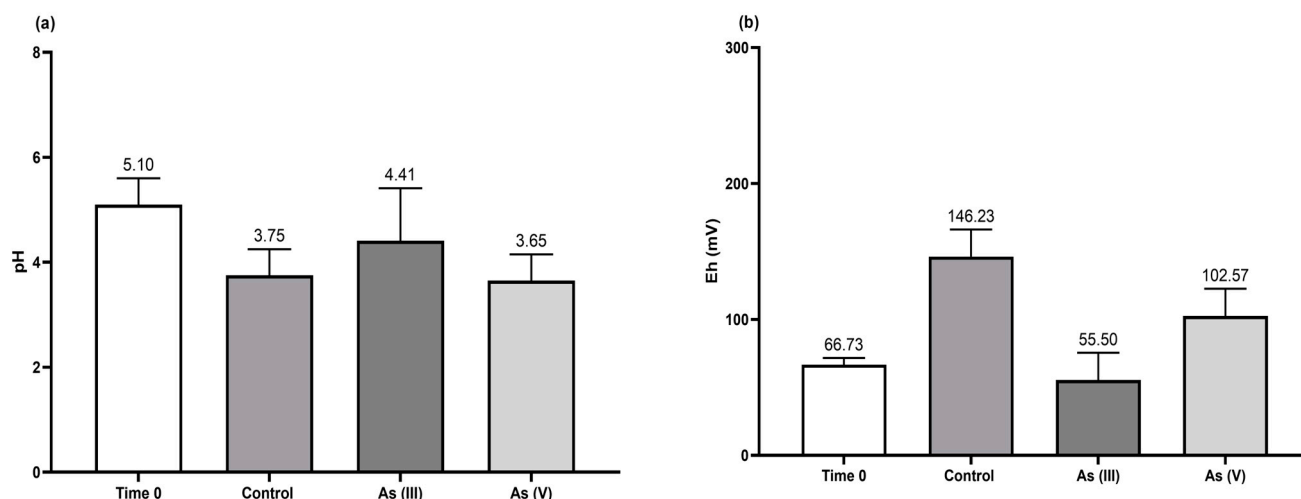 (a)
8
6
4
2
0
pH
5.10
3.75
4.41
3.65
Time 0 Control As (III) As (V)
(b)
300
200
100
0
Eh (mV)
66.73
146.23
55.50
102.57
Time 0 Control As (III) As (V)